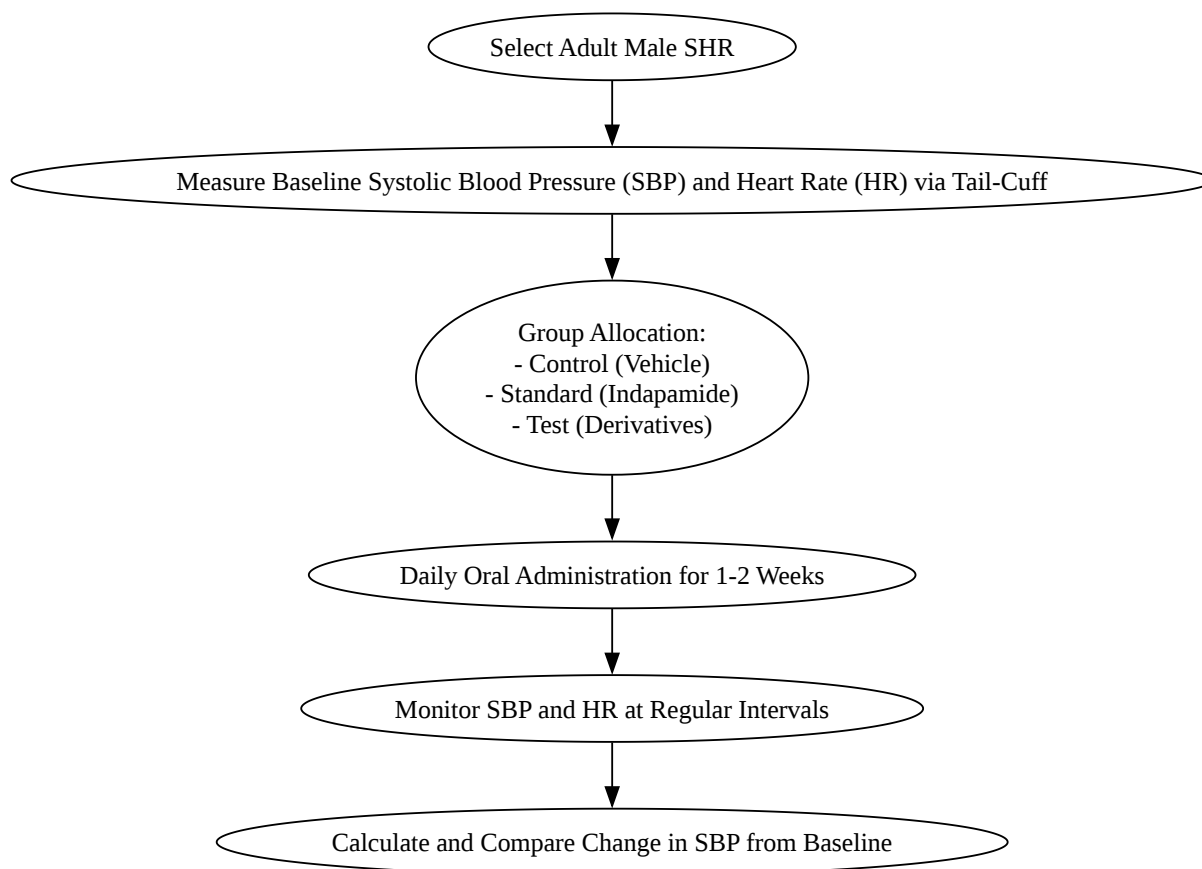 Select Adult Male SHR
Measure Baseline Systolic Blood Pressure (SBP) and Heart Rate (HR) via Tail-Cuff
Group Allocation:
- Control (Vehicle)
- Standard (Indapamide)
- Test (Derivatives)
Daily Oral Administration for 1-2 Weeks
Monitor SBP and HR at Regular Intervals
Calculate and Compare Change in SBP from Baseline